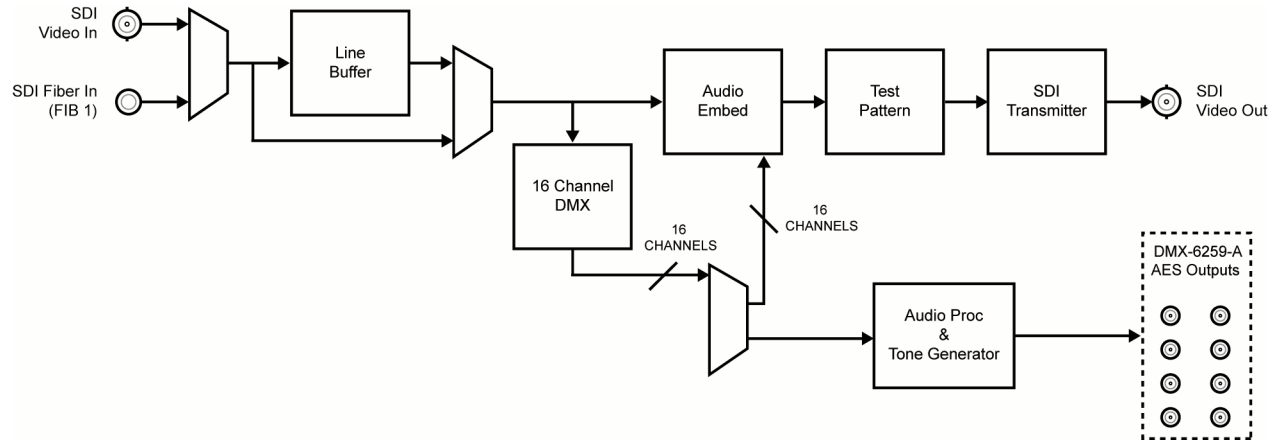 SDI
Video In
SDI Fiber In
(FIB 1)
Line
Buffer
Audio
Embed
Test
Pattern
SDI
Transmitter
SDI
Video Out
16 Channel
DMX
16
CHANNELS
16
CHANNELS
Audio Proc
&
Tone Generator
DMX-6259-A
AES Outputs